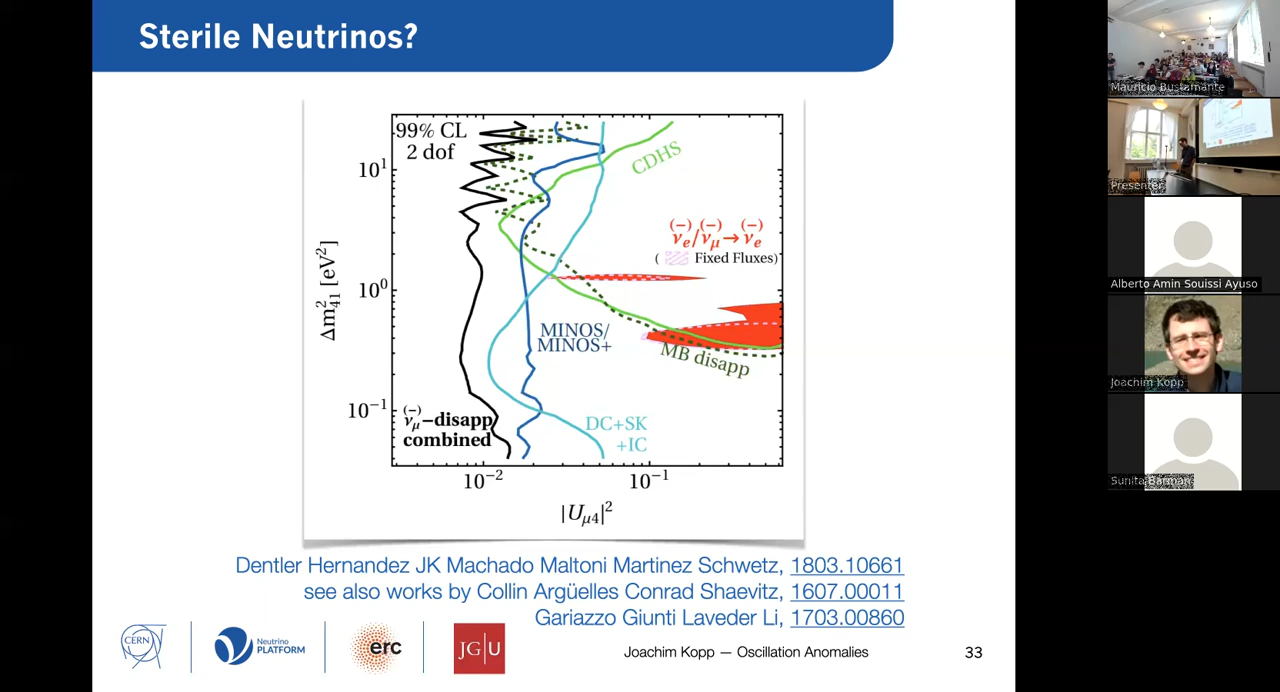 Sterile Neutrinos?
99% CL
2 dof
CDHS
(−) (−) (−)
νe/νμ→νe
( Fixed Fluxes)
MINOS/
MINOS+
MB disapp
(−)
νμ−disapp
combined
DC+SK
+IC
10¹
10⁰
10⁻¹
Δm²₄₁ [eV²]
10⁻² 10⁻¹
|Uμ4|²
Dentler Hernandez JK Machado Maltoni Martinez Schwetz, 1803.10661
see also works by Collin Argüelles Conrad Shaevitz, 1607.00011
Gariazzo Giunti Laveder Li, 1703.00860
CERN
Neutrino
PLATFORM
erc
JG|U
Joachim Kopp — Oscillation Anomalies
33
Mauricio Bustamante
Presenter
Alberto Amin Souissi Ayuso
Joachim Kopp
Sunita Barman